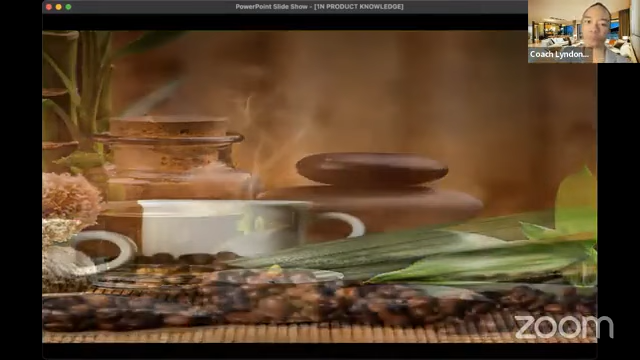 PowerPoint Slide Show - [1N PRODUCT KNOWLEDGE]
Coach Lyndon...
zoom